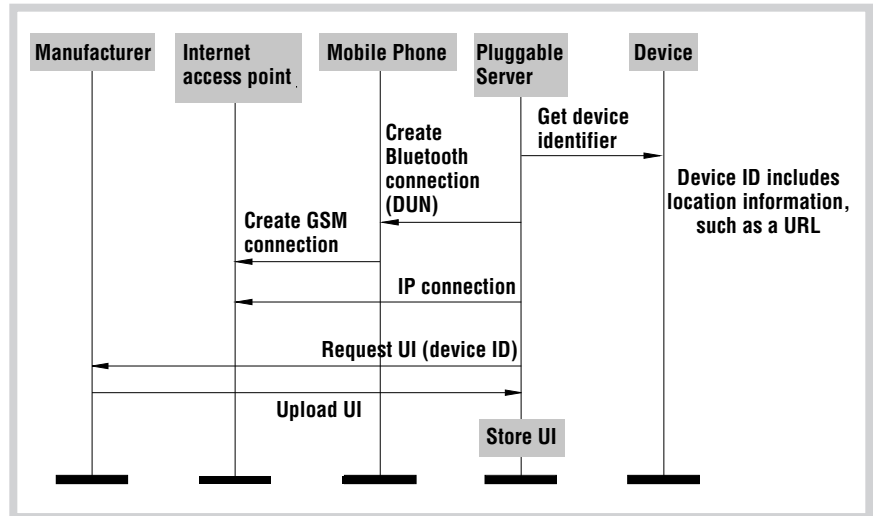 Manufacturer
Internet
access point
Mobile Phone
Pluggable
Server
Device
Get device
identifier
Create
Bluetooth
connection
(DUN)
Device ID includes
location information,
such as a URL
Create GSM
connection
IP connection
Request UI (device ID)
Upload UI
Store UI